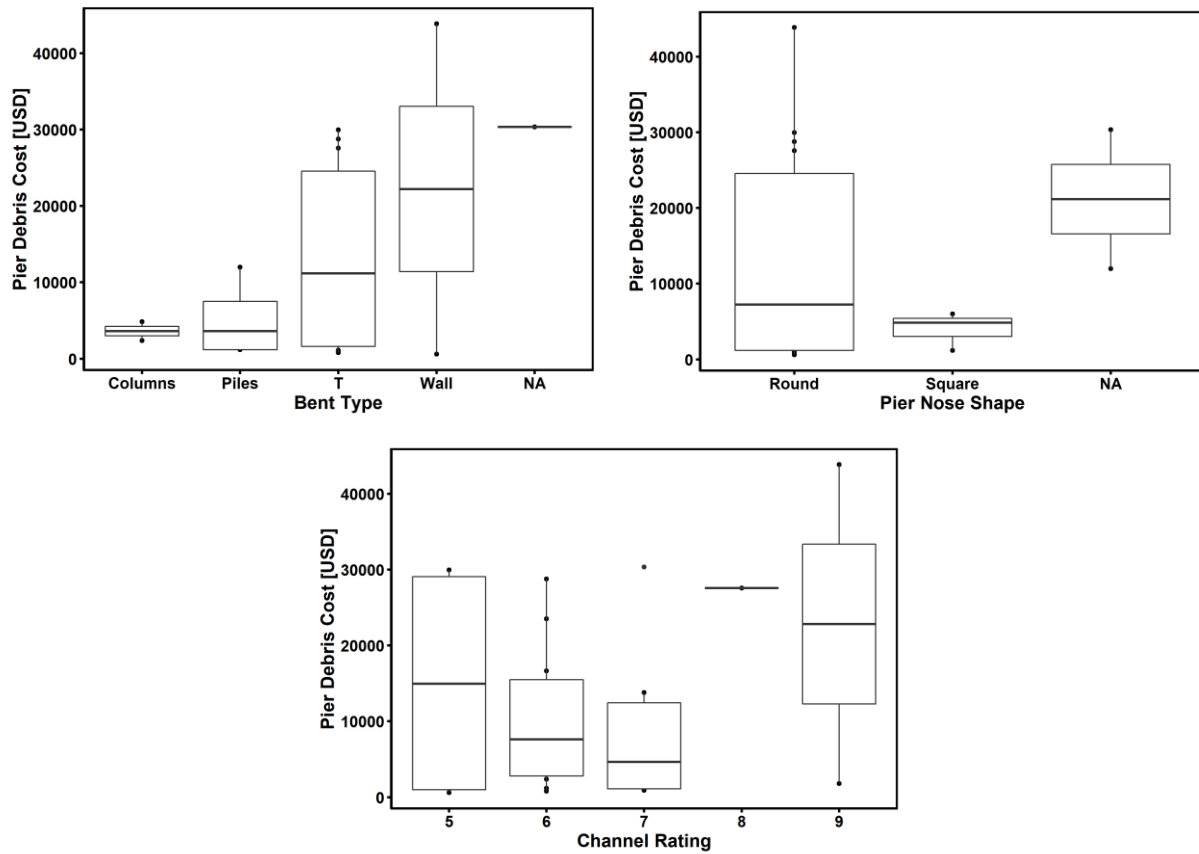 Pier Debris Cost [USD]
40000
30000
20000
10000
0
Columns Piles T Wall NA
Bent Type
Pier Debris Cost [USD]
40000
30000
20000
10000
0
Round Square NA
Pier Nose Shape
Pier Debris Cost [USD]
40000
30000
20000
10000
0
5 6 7 8 9
Channel Rating